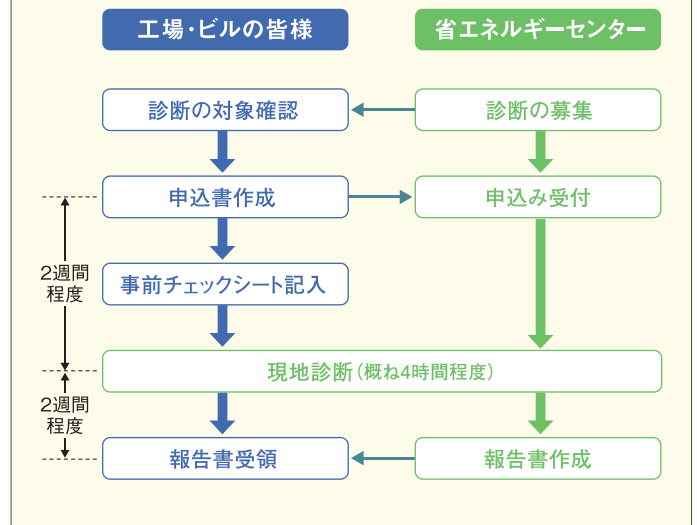 工場・ビルの皆様
省エネルギーセンター
診断の対象確認
診断の募集
申込書作成
申込み受付
2週間
程度
事前チェックシート記入
現地診断(概ね4時間程度)
2週間
程度
報告書受領
報告書作成